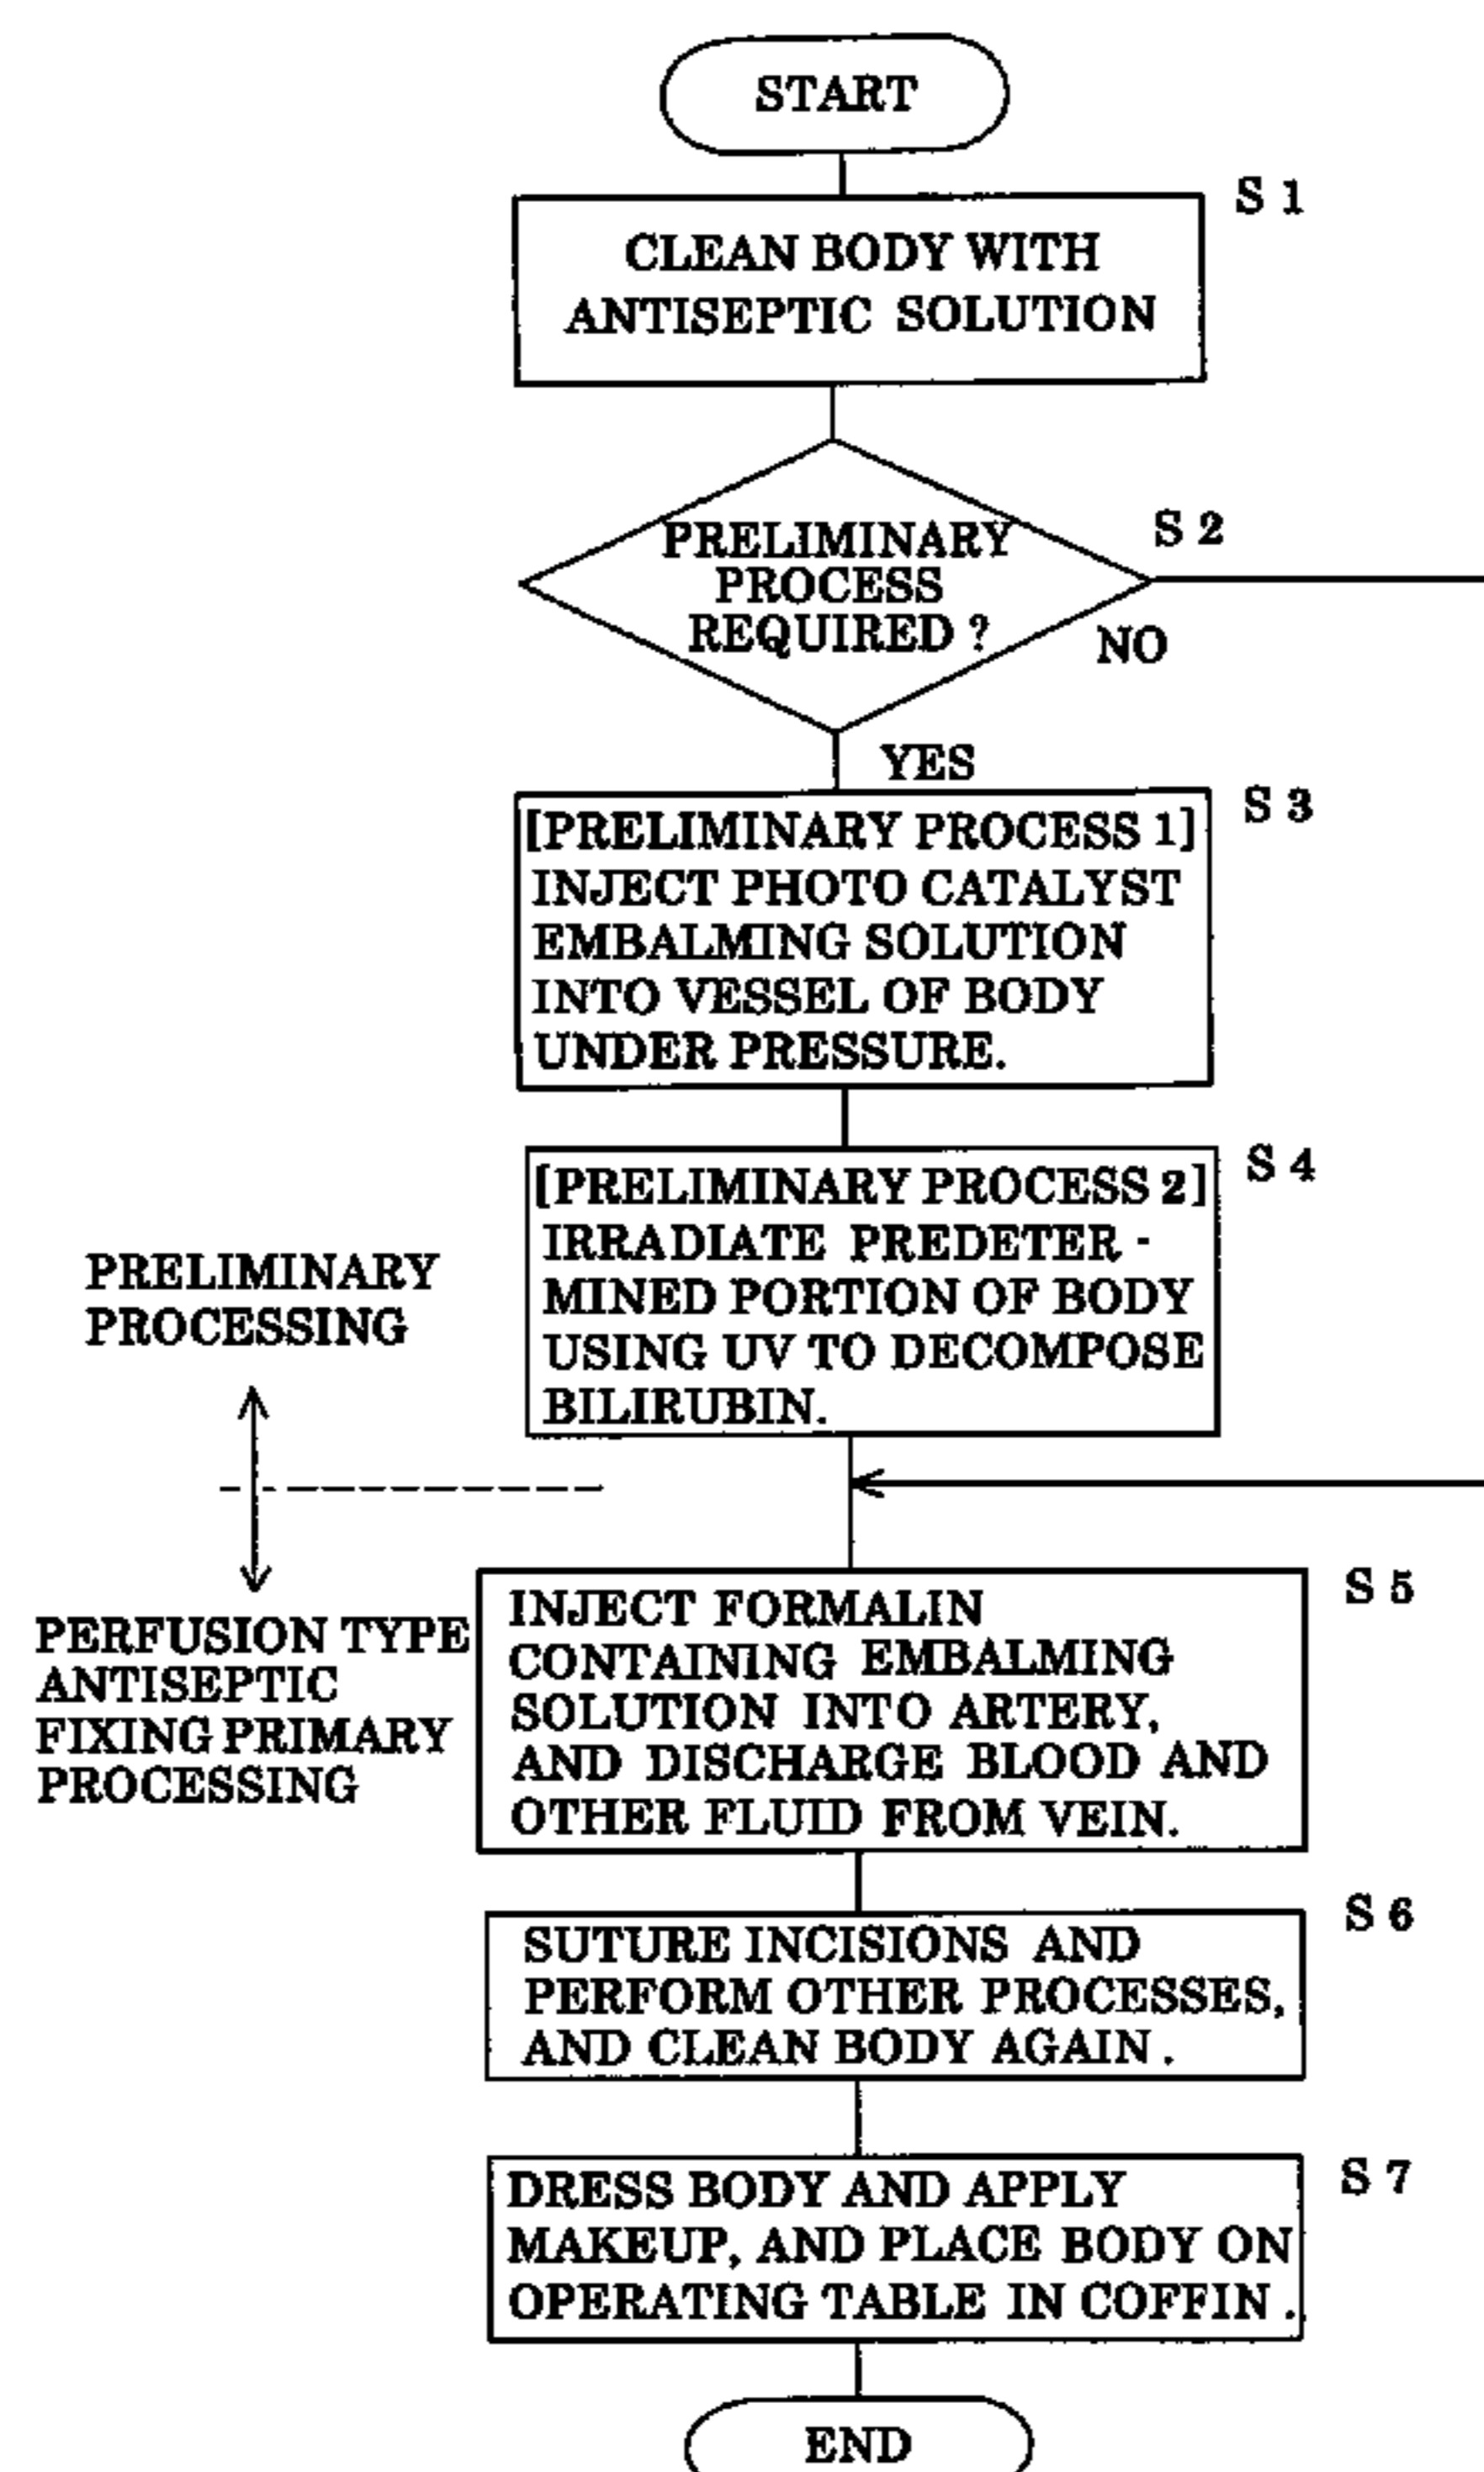 START
S 1
CLEAN BODY WITH
ANTISEPTIC SOLUTION
S 2
PRELIMINARY
PROCESS
REQUIRED ?
NO
YES
S 3
[PRELIMINARY PROCESS 1]
INJECT PHOTO CATALYST
EMBALMING SOLUTION
INTO VESSEL OF BODY
UNDER PRESSURE.
S 4
[PRELIMINARY PROCESS 2]
IRRADIATE PREDETER -
MINED PORTION OF BODY
USING UV TO DECOMPOSE
BILIRUBIN.
PRELIMINARY
PROCESSING
PERFUSION TYPE
ANTISEPTIC
FIXING PRIMARY
PROCESSING
S 5
INJECT FORMALIN
CONTAINING EMBALMING
SOLUTION INTO ARTERY,
AND DISCHARGE BLOOD AND
OTHER FLUID FROM VEIN.
S 6
SUTURE INCISIONS AND
PERFORM OTHER PROCESSES,
AND CLEAN BODY AGAIN .
S 7
DRESS BODY AND APPLY
MAKEUP, AND PLACE BODY ON
OPERATING TABLE IN COFFIN .
END